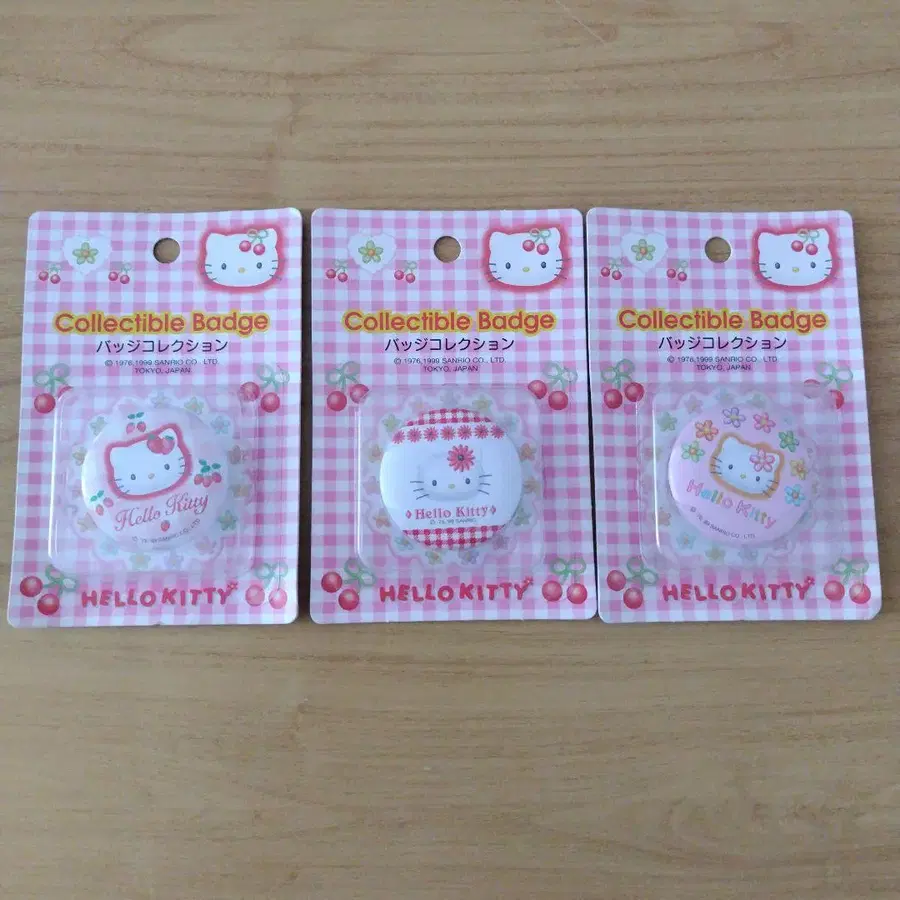 Collectible Badge
バッジコレクション
© 1976,1999 SANRIO CO., LTD.
TOKYO, JAPAN
Hello Kitty
HELLO KITTY
Collectible Badge
バッジコレクション
© 1976,1999 SANRIO CO., LTD.
TOKYO, JAPAN
Hello Kitty
HELLO KITTY
Collectible Badge
バッジコレクション
© 1976,1999 SANRIO CO., LTD.
TOKYO, JAPAN
Hello Kitty
HELLO KITTY